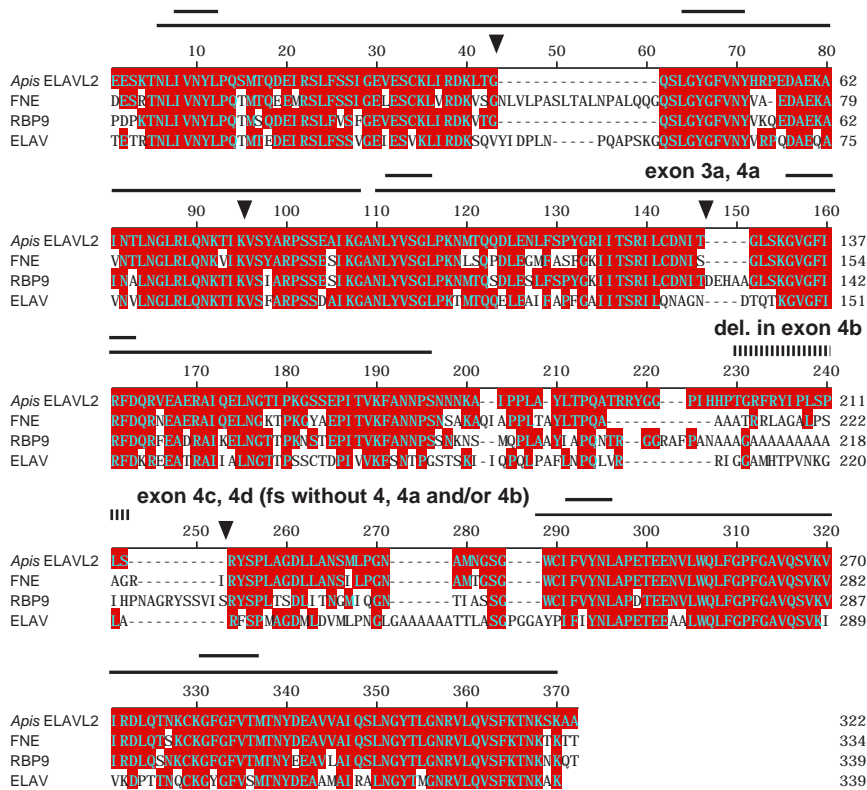 10 20 30 40 50 60 70 80
Apis ELAVL2 EESKTNLIVNYLPQSMTQDEIRSLFSSIGEVESCKLIRDKLTG------------------QSLGYGFVNYHRPEDAEKA 62
FNE DESRTNLIVNYLPQTMTQEEMRSLFSSIGELESCKLVRDKVSGNLVLPASLTALNPALQQGQSLGYGFVNYVA-EDAEKA 79
RBP9 PDPKTNLIVNYLPQTMSQDEIRSLFVSFGEVESCKLIRDKVTG------------------QSLGYGFVNYVKQEDAEKA 62
ELAV TETRTNLIVNYLPQTMTEDEIRSLFSSVGEIESVKLIRDKSQVYIDPLN-----PQAPSKGQSLGYGFVNYVRPQDAEQA 75
exon 3a, 4a
90 100 110 120 130 140 150 160
Apis ELAVL2 INTLNGLRLQNKTIKVSYARPSSEAIKGANLYVSGLPKNMTQQDLENLFSPYGRIITSRILCDNIT-----GLSKGVGFI 137
FNE VNTLNGLRLQNKVIKVSYARPSSESIKGANLYVSGLPKNLSQPDLEGMFASFGKIITSRILCDNIS-----GLSKGVGFI 154
RBP9 INALNGLRLQNKTIKVSIARPSSESIKGANLYVSGLPKNMTQSDLESLFSPYGKIITSRILCDNITDEHAAGLSKGVGFI 142
ELAV VNVLNGLRLQNKTIKVSFARPSSDAIKGANLYVSGLPKTMTQQELEAIFAPFGAIITSRILQNAGN----DTQTKGVGFI 151
del. in exon 4b
170 180 190 200 210 220 230 240
Apis ELAVL2 RFDQRVEAERAIQELNGTIPKGSSEPITVKFANNPSNNNKA--IPPLA-YLTPQATRRYGG---PIHHPTGRFRYIPLSP 211
FNE RFDQRNEAERAIQELNGKTPKGYAEPITVKFANNPSNSAKAQIAPPLTAYLTPQA------------AAATRRLAGALPS 222
RBP9 RFDQRFEADRAIKELNGTTPKNSTEPITVKFANNPSSNKNS--MQPLAAYIAPQNTR--GGRAFPANAAAGAAAAAAAAA 218
ELAV RFDKREEATRAIIALNGTTPSSCTDPIVVKFSNTPGSTSKI-IQPQLPAFLNPQLVR----------RIGGAMHTPVNKG 220
exon 4c, 4d (fs without 4, 4a and/or 4b)
250 260 270 280 290 300 310 320
Apis ELAVL2 LS-----------RYSPLAGDLLANSMLPGN-------AMNGSG----WCIFVYNLAPETEENVLWQLFGPFGAVQSVKV 270
FNE AGR---------IRYSPLAGDLLANSILPGN-------AMTGSG----WCIFVYNLAPETEENVLWQLFGPFGAVQSVKV 282
RBP9 IHPNAGRYSSVISRYSPLTSDLITNGMIQGN-------TIASSG----WCIFVYNLAPDTEENVLWQLFGPFGAVQSVKV 287
ELAV LA-----------RFSPMAGDMLDVMLPNGLGAAAAAATTLASGPGGAYPIFIYNLAPETEEAALWQLFGPFGAVQSVKI 289
330 340 350 360 370
Apis ELAVL2 IRDLQTNKCKGFGFVTMTNYDEAVVAIQSLNGYTLGNRVLQVSFKTNKSKAA 322
FNE IRDLQTSKCKGFGFVTMTNYDEAVVAIQSLNGYTLGNRVLQVSFKTNKTKTT 334
RBP9 IRDLQSNKCKGFGFVTMTNYEEAVLAIQSLNGYTLGNRVLQVSFKTNKNKQT 339
ELAV VKDPTTNQCKGYGFVSMTNYDEAAMAIRALNGYTMGNRVLQVSFKTNKAK 339